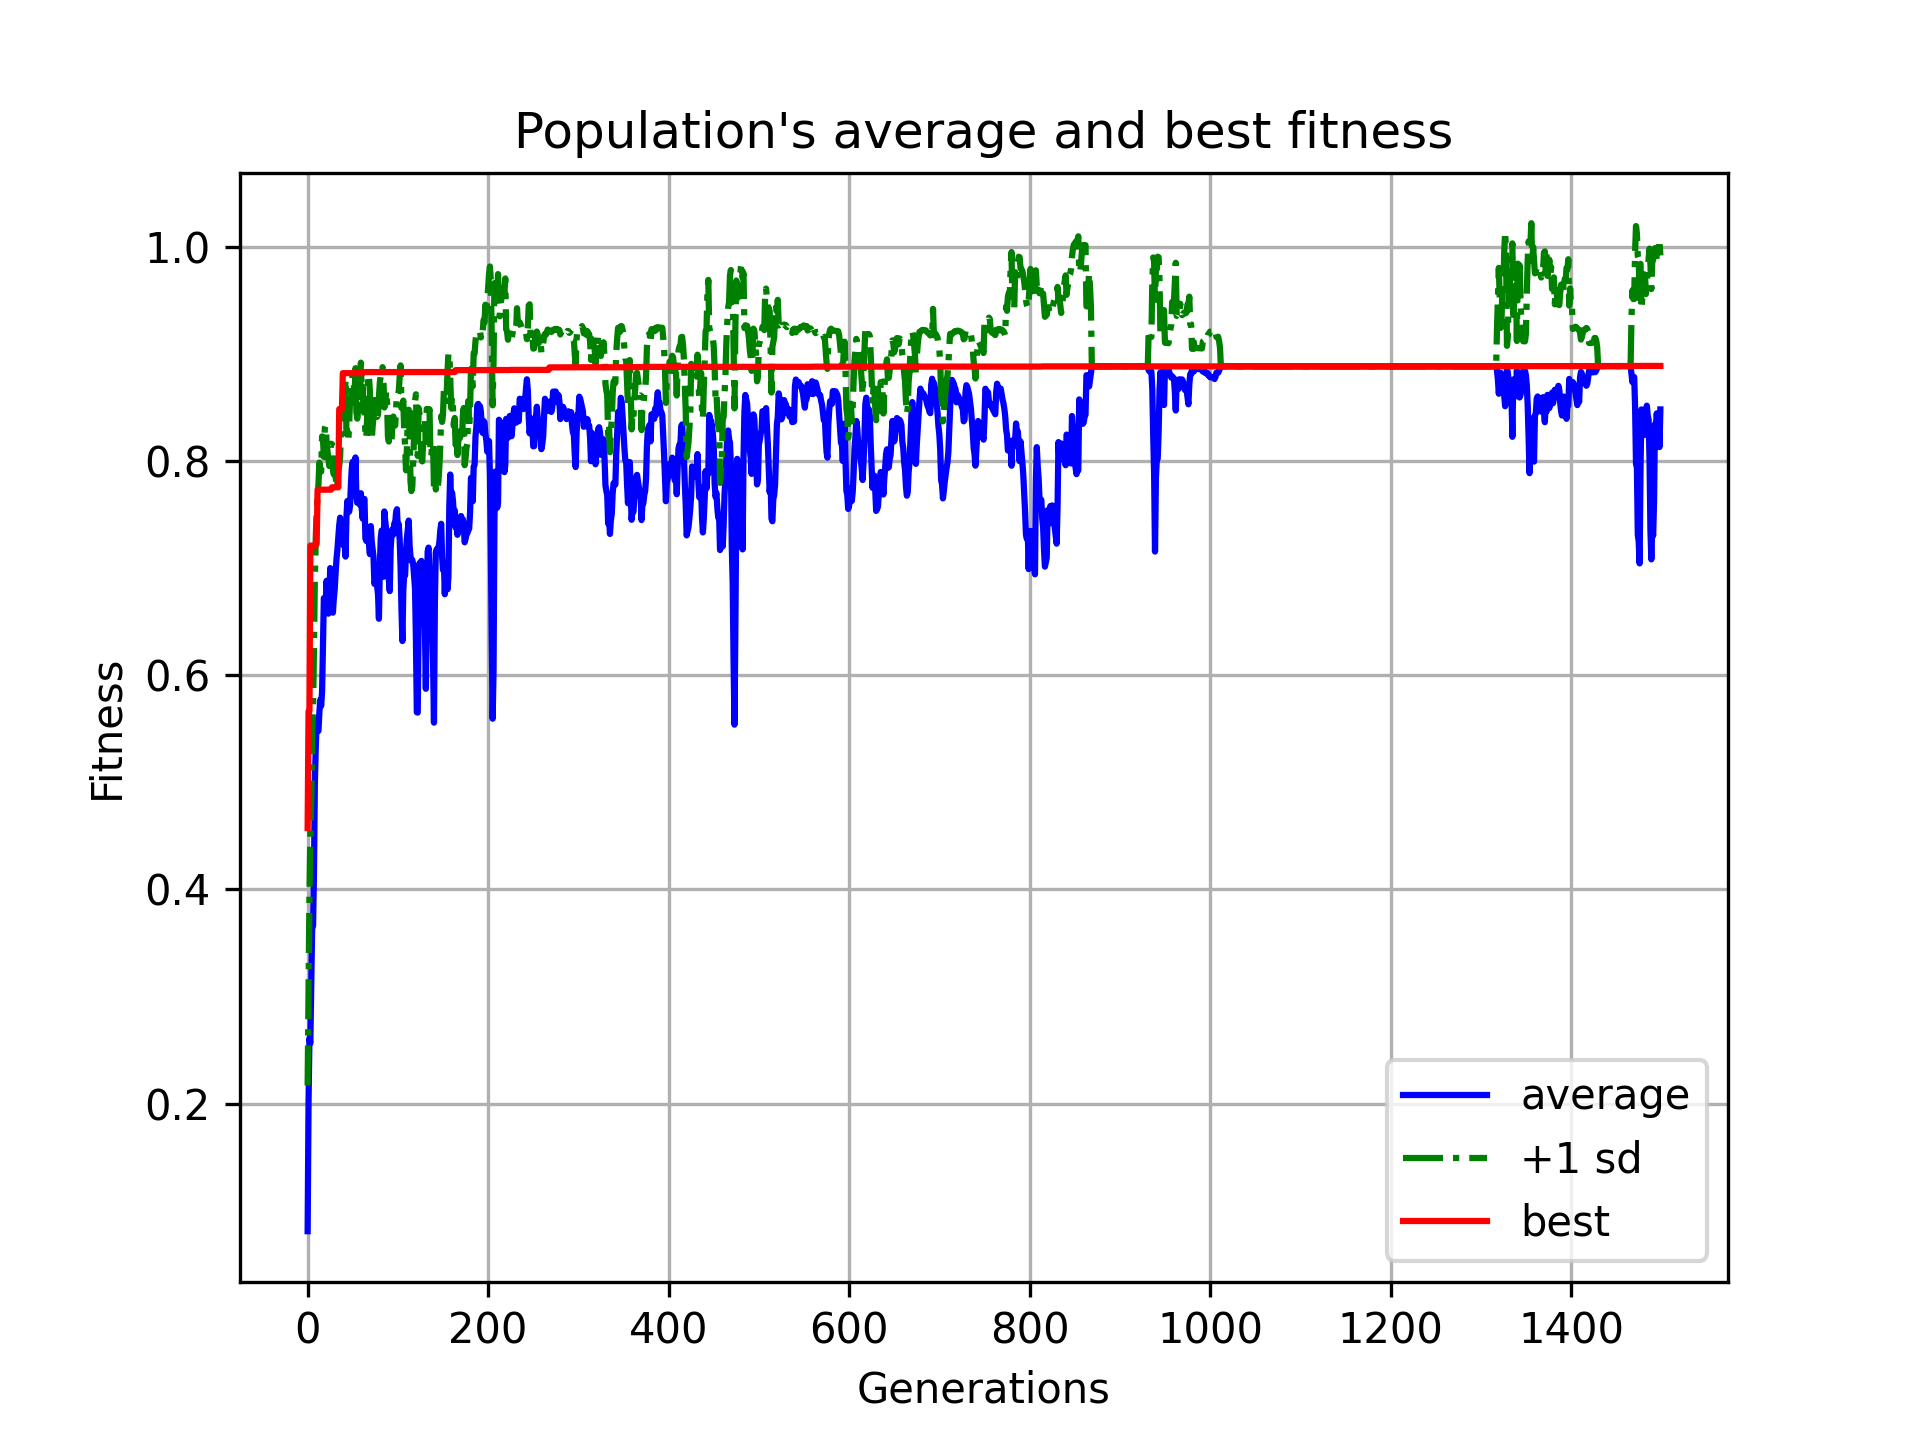 Population's average and best fitness
Fitness
1.0
0.8
0.6
0.4
0.2
0 200 400 600 800 1000 1200 1400
Generations
average
+1 sd
best